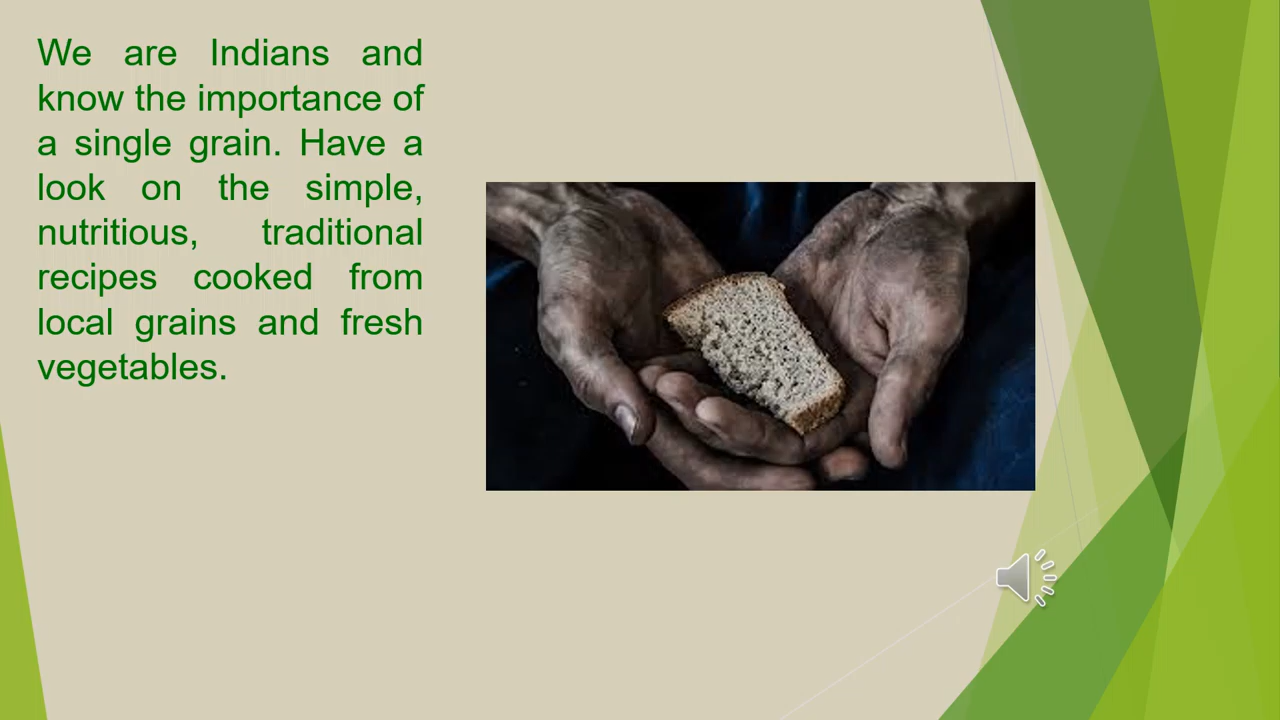 We are Indians and
know the importance of
a single grain. Have a
look on the simple,
nutritious, traditional
recipes cooked from
local grains and fresh
vegetables.